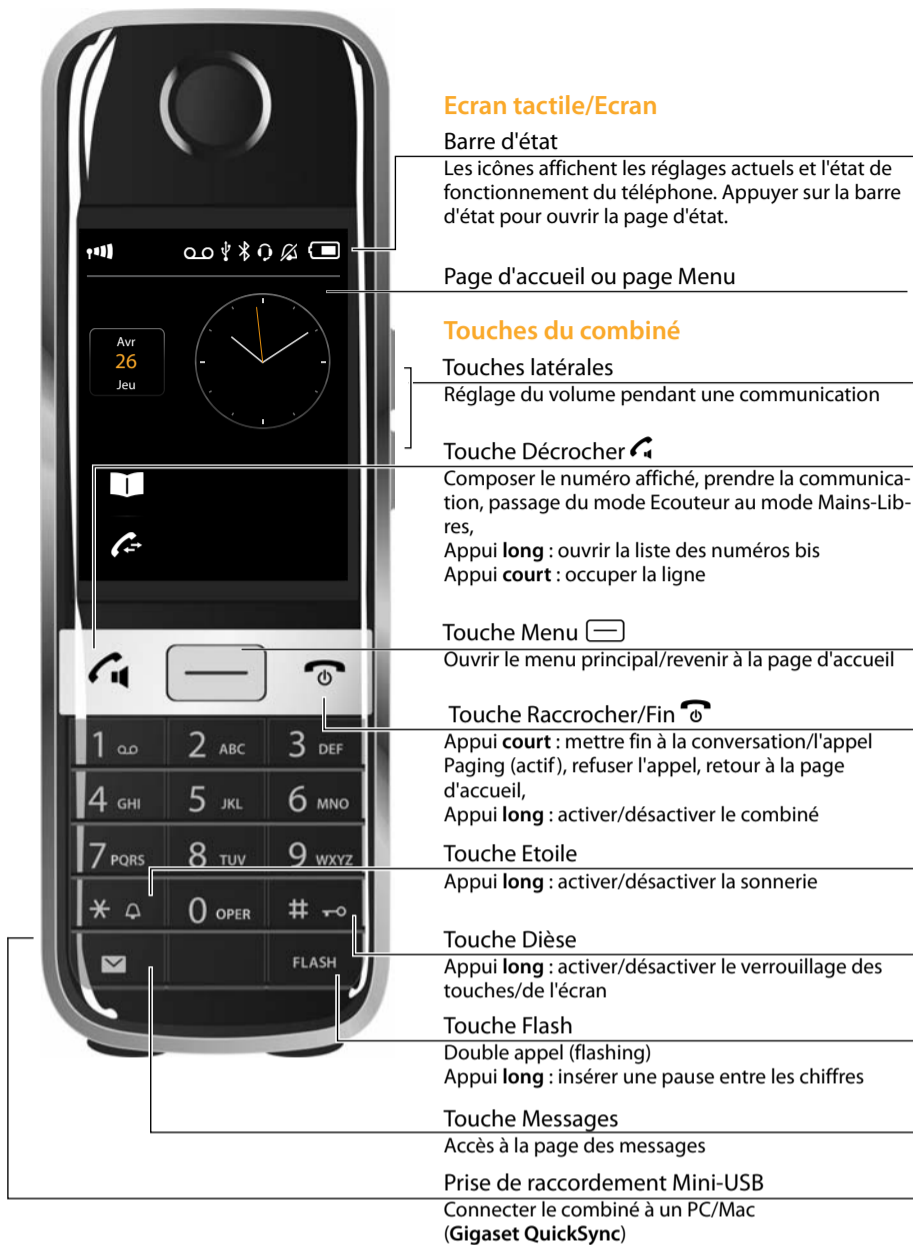 Ecran tactile/Ecran
Barre d'état
Les icônes affichent les réglages actuels et l'état de
fonctionnement du téléphone. Appuyer sur la barre
d'état pour ouvrir la page d'état.
Page d'accueil ou page Menu
Avr
26
Jeu
Touches du combiné
Touches latérales
Réglage du volume pendant une communication
Touche Décrocher
Composer le numéro affiché, prendre la communica-
tion, passage du mode Ecouteur au mode Mains-Lib-
res,
Appui long : ouvrir la liste des numéros bis
Appui court : occuper la ligne
Touche Menu
Ouvrir le menu principal/revenir à la page d'accueil
Touche Raccrocher/Fin
Appui court : mettre fin à la conversation/l'appel
Paging (actif), refuser l'appel, retour à la page
d'accueil,
Appui long : activer/désactiver le combiné
1 2 ABC 3 DEF
4 GHI 5 JKL 6 MNO
7 PQRS 8 TUV 9 WXYZ
* 0 OPER #
FLASH
Touche Etoile
Appui long : activer/désactiver la sonnerie
Touche Dièse
Appui long : activer/désactiver le verrouillage des
touches/de l'écran
Touche Flash
Double appel (flashing)
Appui long : insérer une pause entre les chiffres
Touche Messages
Accès à la page des messages
Prise de raccordement Mini-USB
Connecter le combiné à un PC/Mac
(Gigaset QuickSync)